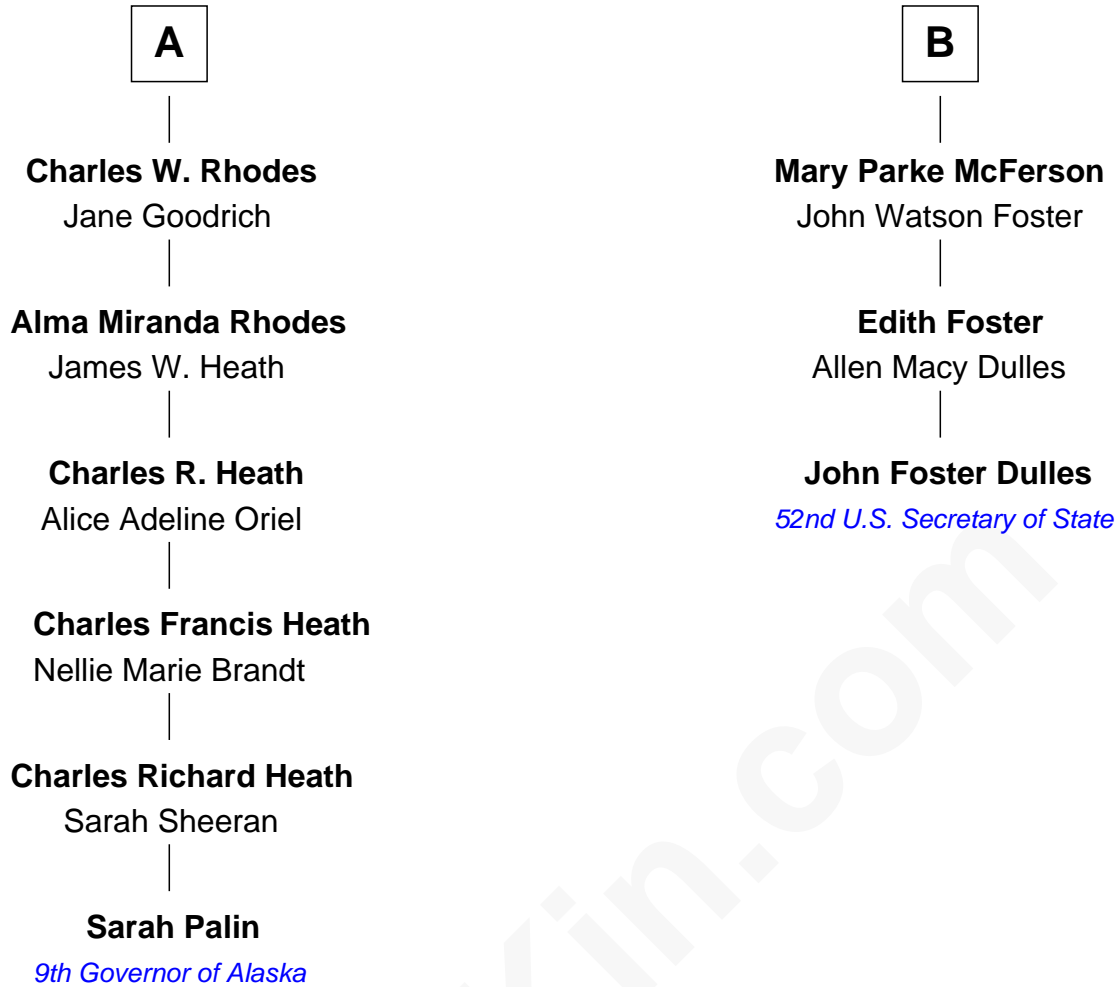 A
Charles W. Rhodes
Jane Goodrich
Alma Miranda Rhodes
James W. Heath
Charles R. Heath
Alice Adeline Oriel
Charles Francis Heath
Nellie Marie Brandt
Charles Richard Heath
Sarah Sheeran
Sarah Palin
9th Governor of Alaska
B
Mary Parke McFerson
John Watson Foster
Edith Foster
Allen Macy Dulles
John Foster Dulles
52nd U.S. Secretary of State